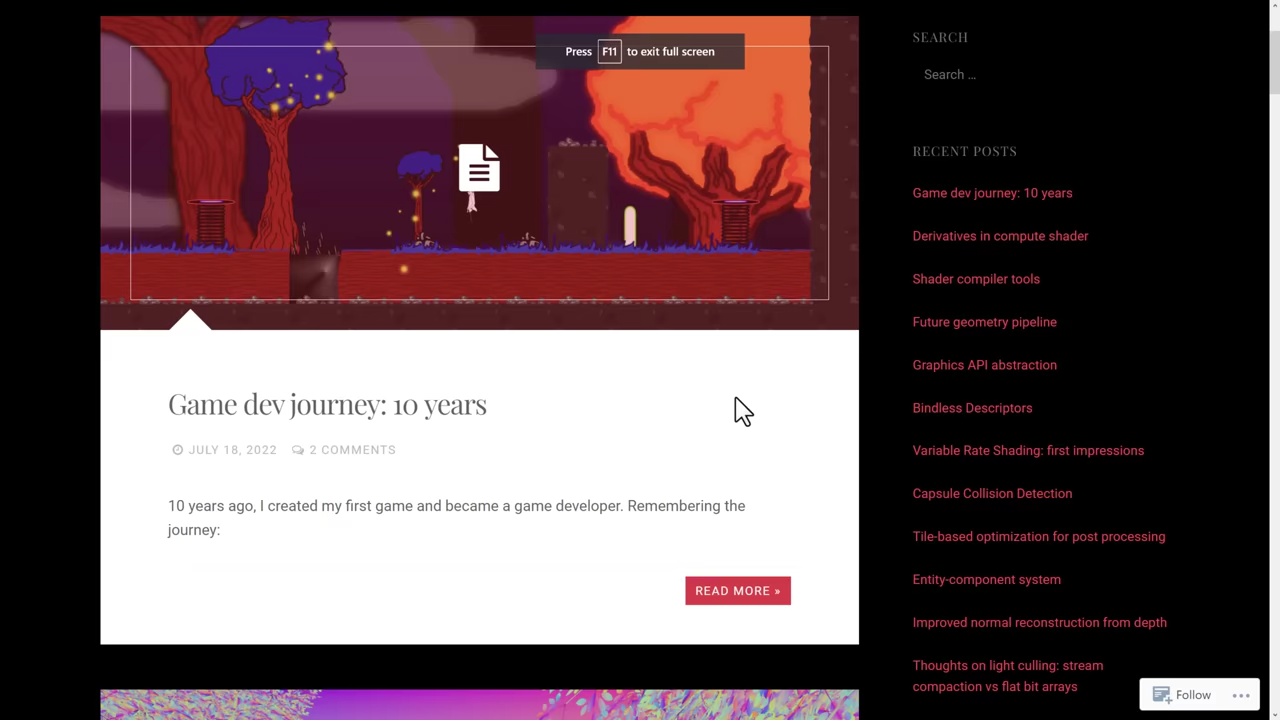 Press F11 to exit full screen
Game dev journey: 10 years
JULY 18, 2022 2 COMMENTS
10 years ago, I created my first game and became a game developer. Remembering the
journey:
READ MORE »
SEARCH
Search …
RECENT POSTS
Game dev journey: 10 years
Derivatives in compute shader
Shader compiler tools
Future geometry pipeline
Graphics API abstraction
Bindless Descriptors
Variable Rate Shading: first impressions
Capsule Collision Detection
Tile-based optimization for post processing
Entity-component system
Improved normal reconstruction from depth
Thoughts on light culling: stream
compaction vs flat bit arrays
Follow